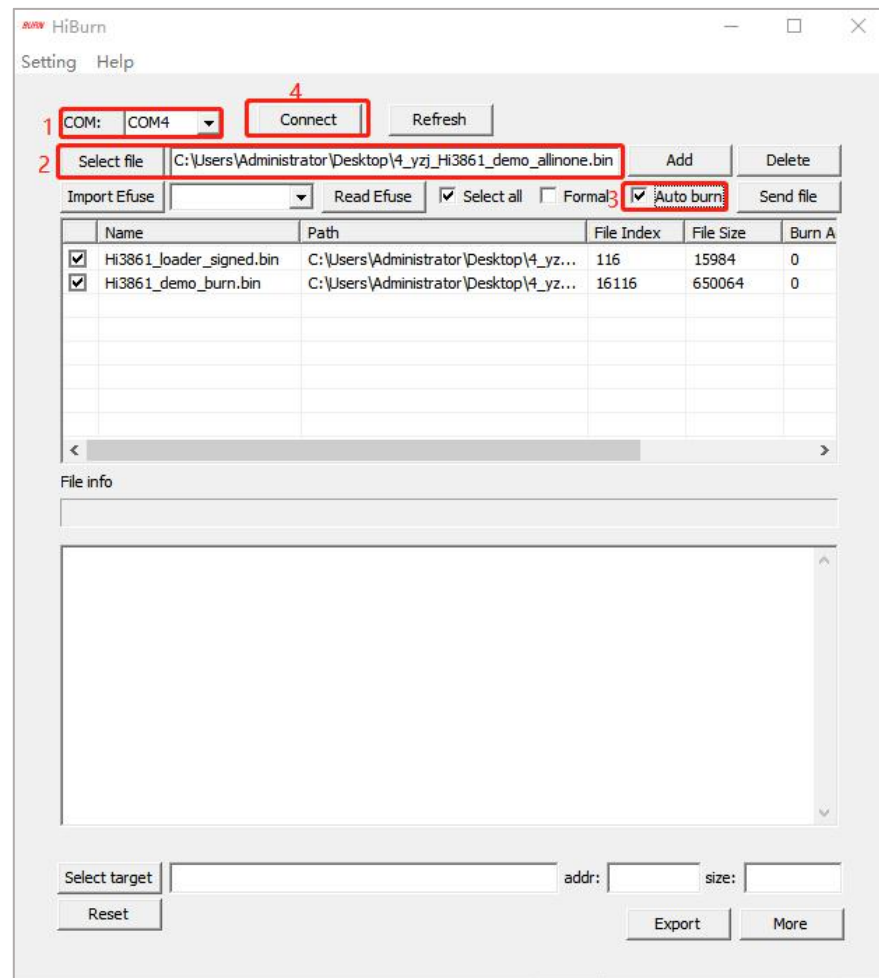 BURN HiBurn
Setting Help
4
1 COM: COM4 Connect Refresh
2 Select file C:\Users\Administrator\Desktop\4_yzj_Hi3861_demo_allinone.bin Add Delete
Import Efuse Read Efuse Select all Formal 3 Auto burn Send file
Name Path File Index File Size Burn A
Hi3861_loader_signed.bin C:\Users\Administrator\Desktop\4_yz... 116 15984 0
Hi3861_demo_burn.bin C:\Users\Administrator\Desktop\4_yz... 16116 650064 0
File info
Select target addr: size:
Reset
Export More